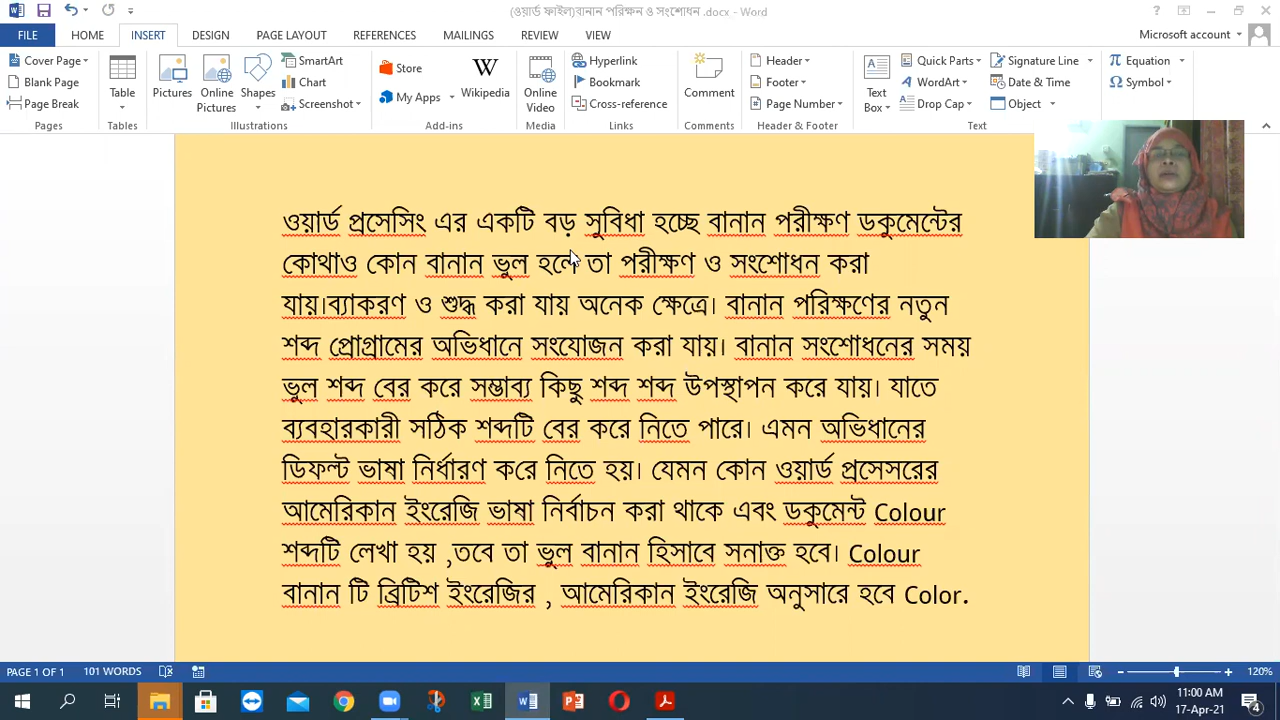 (ওয়ার্ড ফাইল)বানান পরিক্ষন ও সংশোধন .docx - Word
FILE HOME INSERT DESIGN PAGE LAYOUT REFERENCES MAILINGS REVIEW VIEW Microsoft account
Cover Page
Blank Page
Page Break
Pages
Table
Tables
Pictures
Online Pictures
Shapes
SmartArt
Chart
Screenshot
Illustrations
Store
My Apps
Wikipedia
Add-ins
Online Video
Media
Hyperlink
Bookmark
Cross-reference
Links
Comment
Comments
Header
Footer
Page Number
Header & Footer
Text Box
Quick Parts
WordArt
Drop Cap
Signature Line
Date & Time
Object
Text
Equation
Symbol
ওয়ার্ড প্রসেসিং এর একটি বড় সুবিধা হচ্ছে বানান পরীক্ষণ ডকুমেন্টের
কোথাও কোন বানান ভুল হলে তা পরীক্ষণ ও সংশোধন করা
যায়।ব্যাকরণ ও শুদ্ধ করা যায় অনেক ক্ষেত্রে। বানান পরিক্ষণের নতুন
শব্দ প্রোগ্রামের অভিধানে সংযোজন করা যায়। বানান সংশোধনের সময়
ভুল শব্দ বের করে সম্ভাব্য কিছু শব্দ শব্দ উপস্থাপন করে যায়। যাতে
ব্যবহারকারী সঠিক শব্দটি বের করে নিতে পারে। এমন অভিধানের
ডিফল্ট ভাষা নির্ধারণ করে নিতে হয়। যেমন কোন ওয়ার্ড প্রসেসরের
আমেরিকান ইংরেজি ভাষা নির্বাচন করা থাকে এবং ডকুমেন্ট Colour
শব্দটি লেখা হয় ,তবে তা ভুল বানান হিসাবে সনাক্ত হবে। Colour
বানান টি ব্রিটিশ ইংরেজির , আমেরিকান ইংরেজি অনুসারে হবে Color.
PAGE 1 OF 1 101 WORDS 120%
11:00 AM
17-Apr-21
4